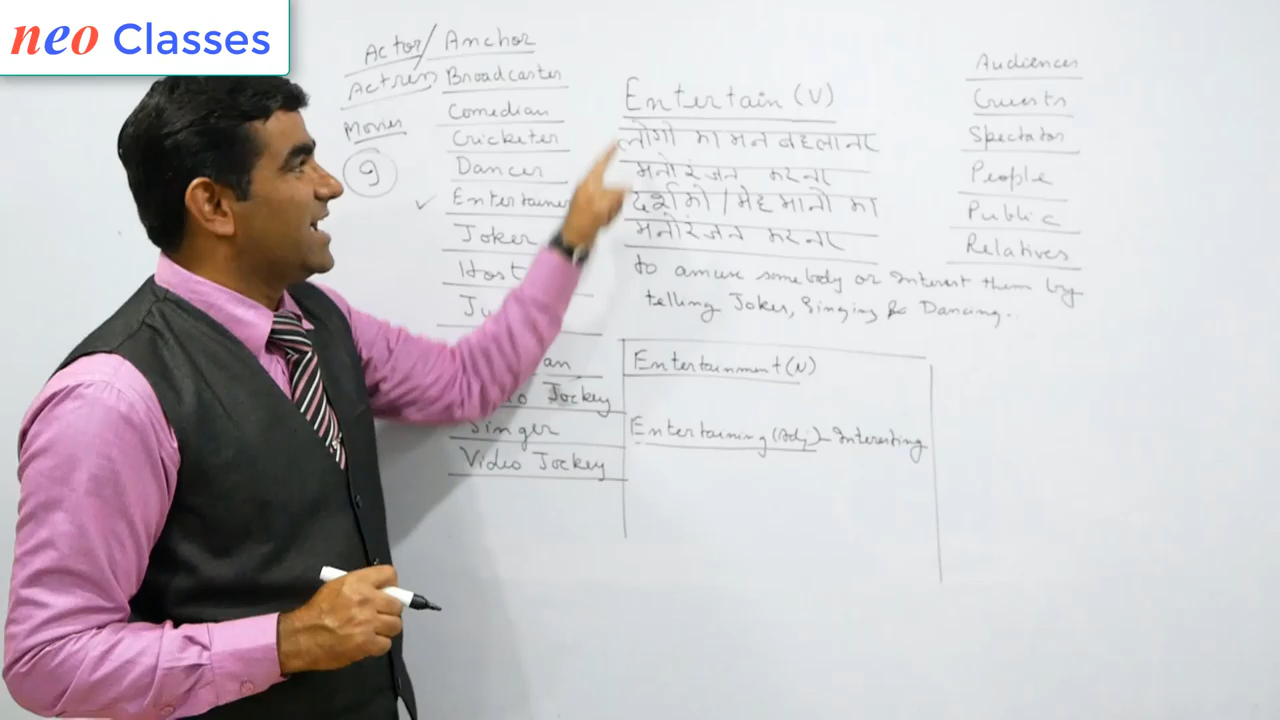 neo Classes
Actor/
Actress
Movies
9
Anchor
Broadcaster
Comedian
Cricketer
Dancer
✓ Entertainer
Joker
Host
Ju
an
Jockey
Singer
Video Jockey
Entertain (V)
लोगो का मन बहलाना
मनोरंजन करना
दर्शको / मेहमानो का
मनोरंजन करना
to amuse somebody or interest them by
telling Jokes, Singing & Dancing..
Entertainment (N)
Entertaining (Adj) - Interesting
Audiences
Guests
Spectator
People
Public
Relatives